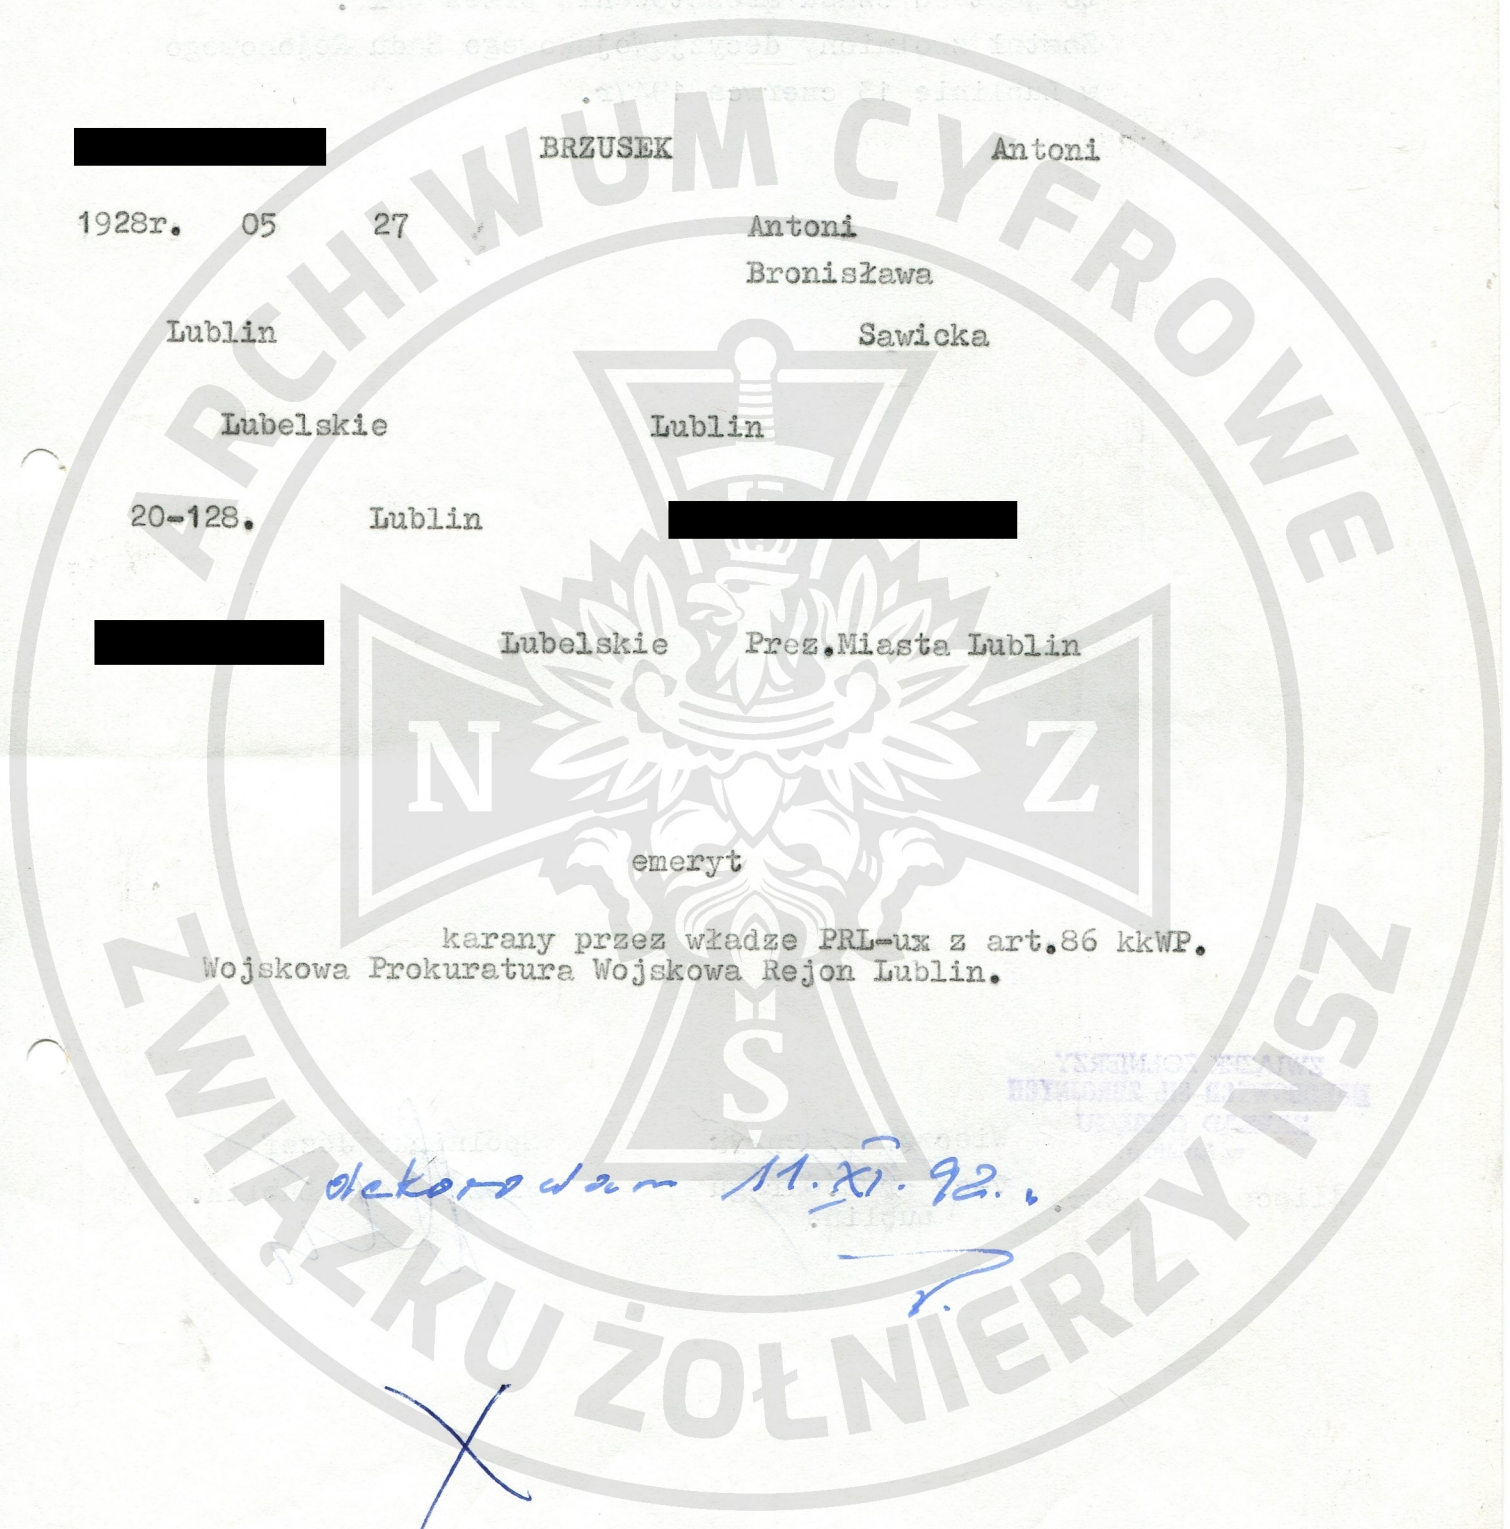 BRZUSEK Antoni
1928r. 05 27 Antoni
Bronisława
Lublin Sawicka
Lubelskie Lublin
20-128. Lublin
Lubelskie Prez.Miasta Lublin
emeryt
karany przez władze PRL-ux z art.86 kkWP.
Wojskowa Prokuratura Wojskowa Rejon Lublin.
dekorowam 11.XI.92.
ARCHIWUM CYFROWE
ZWIĄZKU ŻOŁNIERZY NSZ
N Z
S